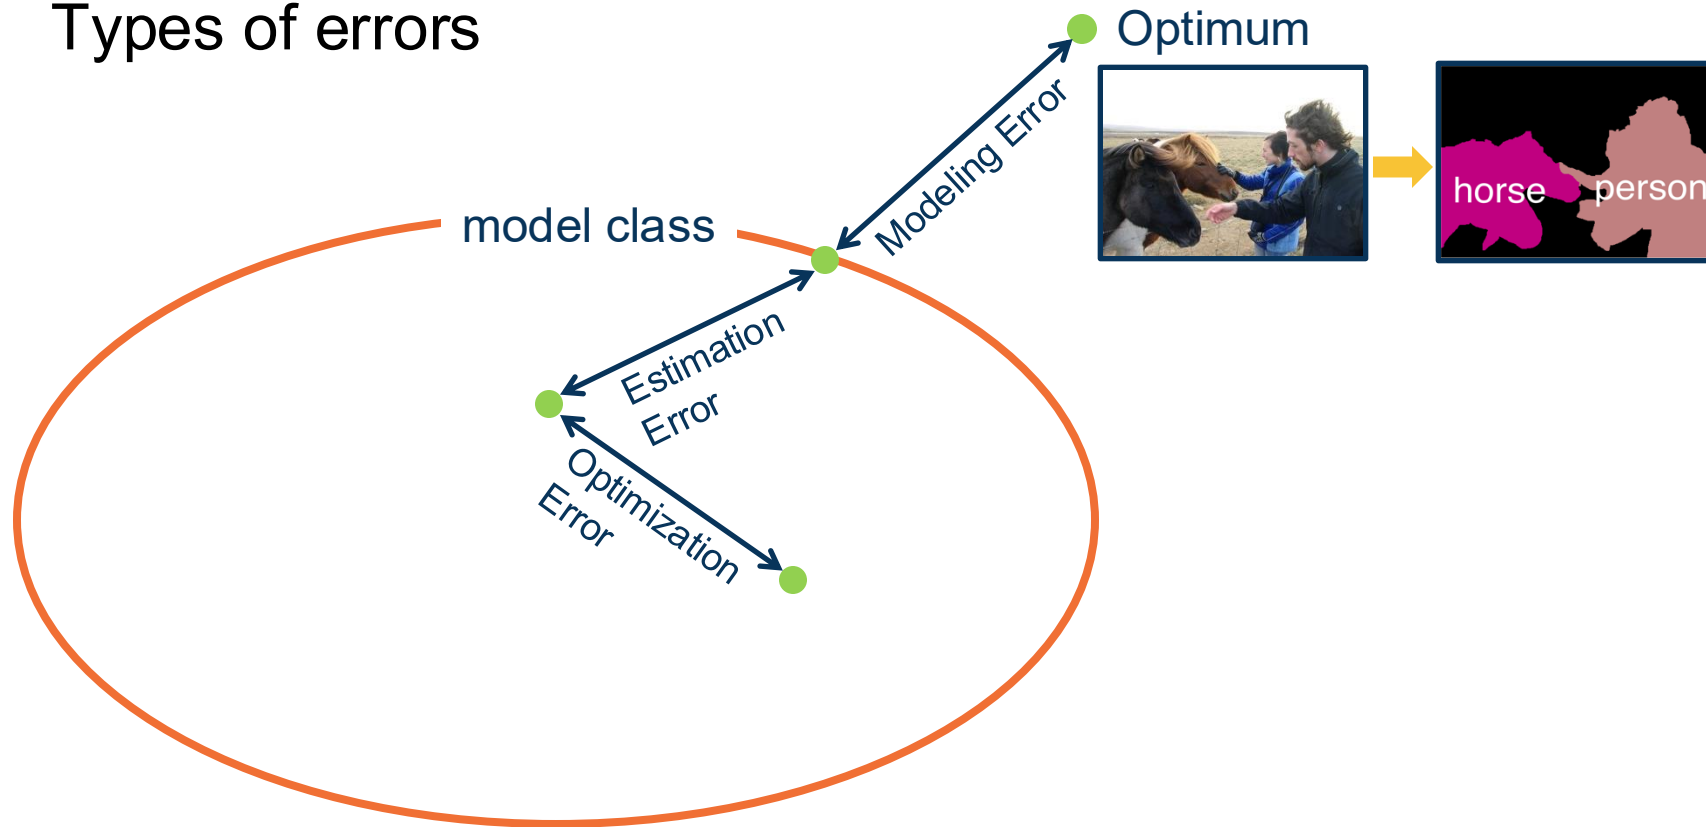 Types of errors
Optimum
Modeling Error
horse
person
model class
Estimation
Error
Optimization
Error